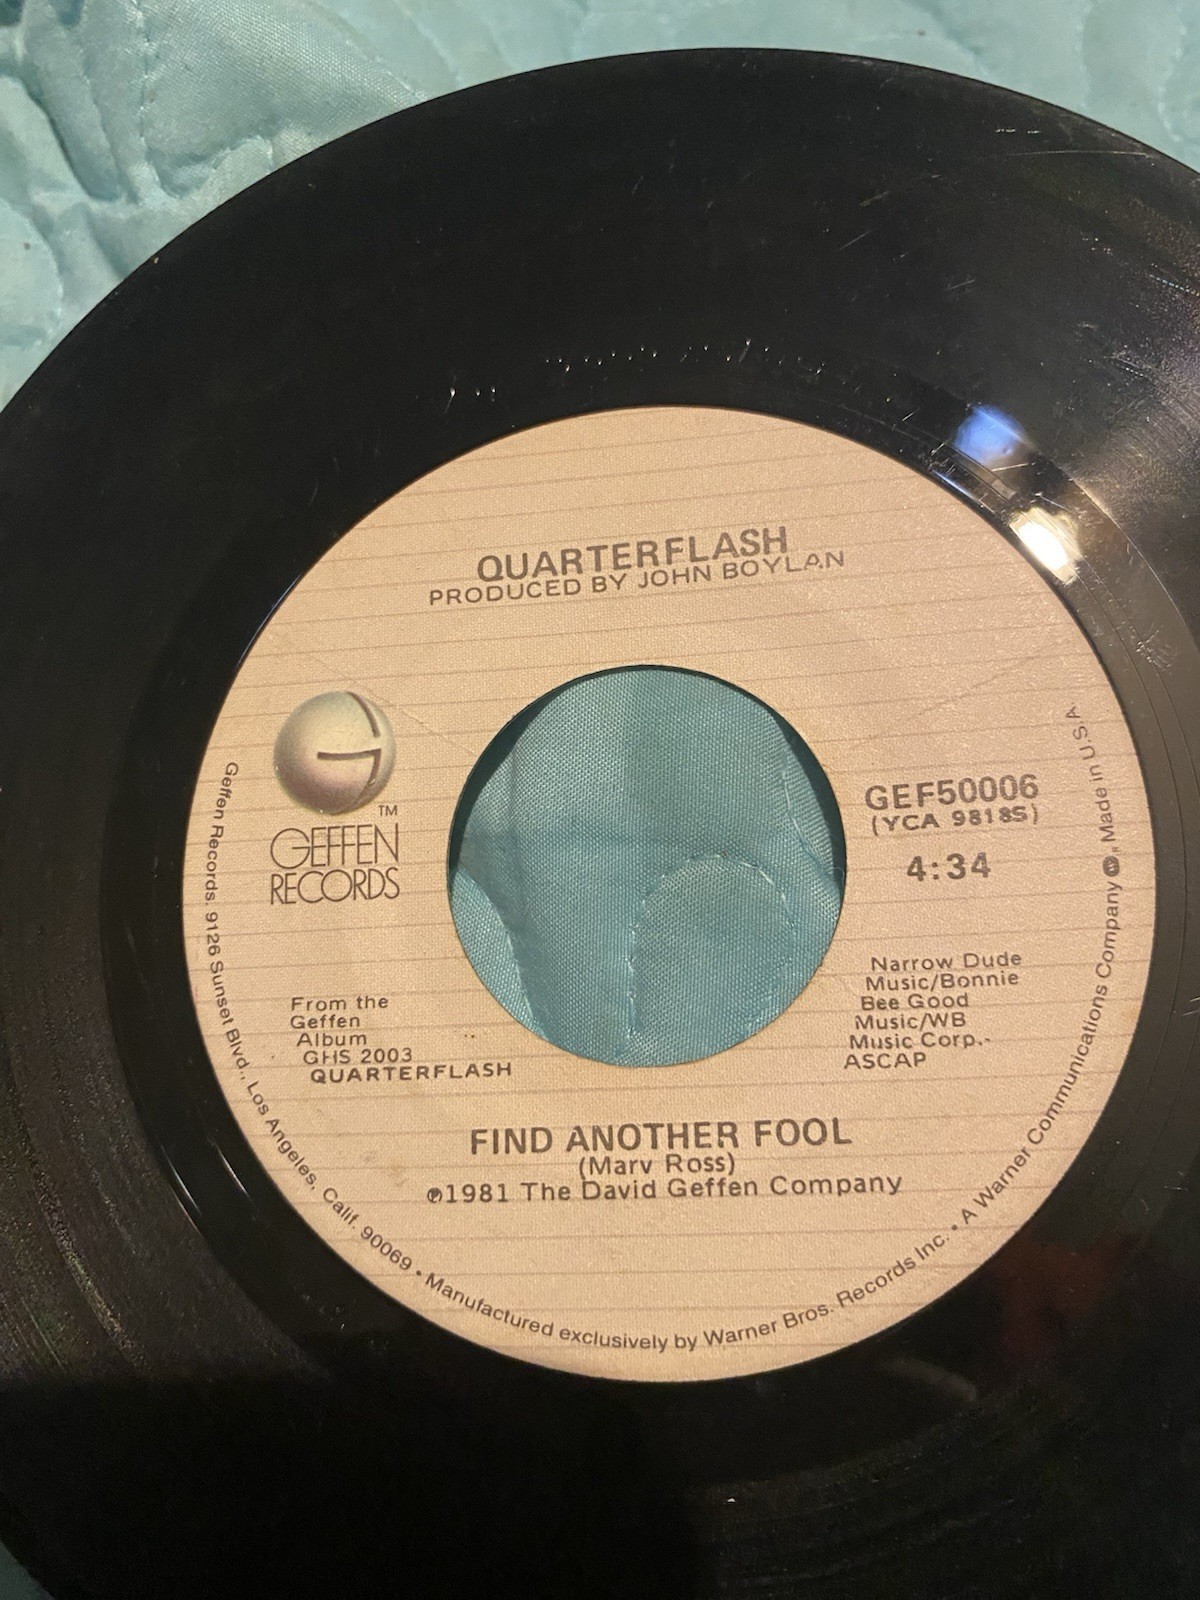 QUARTERFLASH
PRODUCED BY JOHN BOYLAN
G
TM
GEFFEN
RECORDS
GEF50006
(YCA 9818S)
4:34
From the
Geffen
Album
GHS 2003
QUARTERFLASH
Narrow Dude
Music/Bonnie
Bee Good
Music/WB
Music Corp.-
ASCAP
FIND ANOTHER FOOL
(Marv Ross)
℗1981 The David Geffen Company
Geffen Records. 9126 Sunset Blvd., Los Angeles, Calif. 90069 • Manufactured exclusively by Warner Bros. Records Inc. • A Warner Communications Company Made in U.S.A.